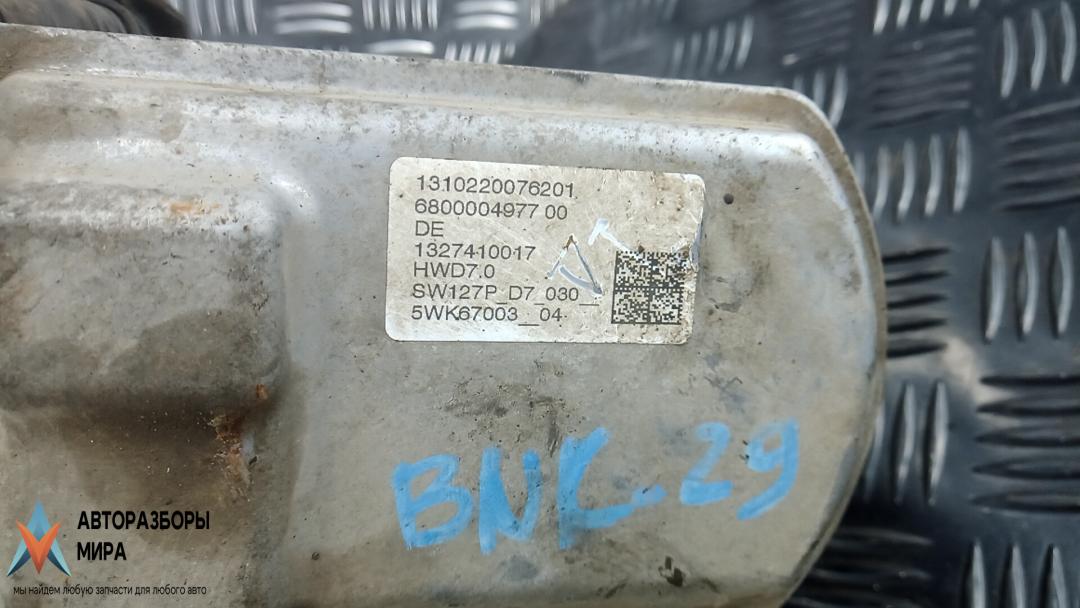 1310220076201
6800004977 00
DE
1327410017
HWD7.0
SW127P_D7_030_
5WK67003__04
BNK-29
АВТОРАЗБОРЫ
МИРА
мы найдем любую запчасти для любого авто